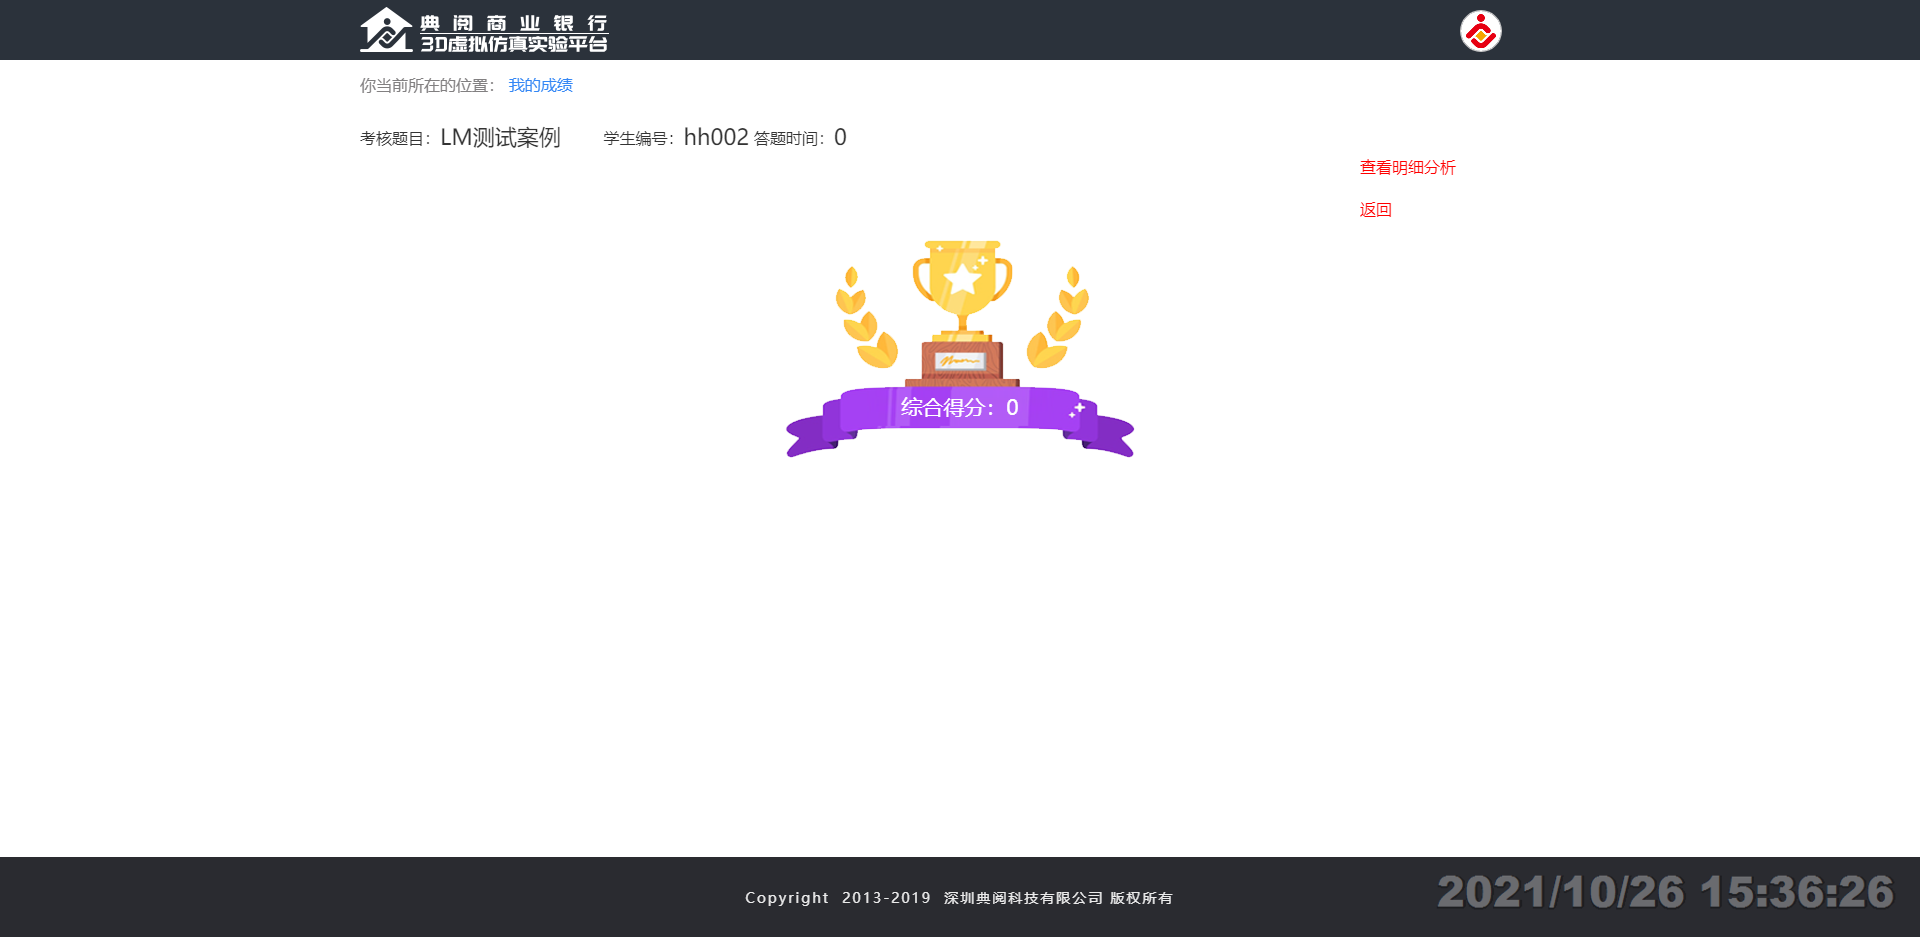 典阅商业银行
3D虚拟仿真实验平台
你当前所在的位置： 我的成绩
考核题目：LM测试案例 学生编号：hh002 答题时间：0
查看明细分析
返回
综合得分：0
Copyright 2013-2019 深圳典阅科技有限公司 版权所有
2021/10/26 15:36:26